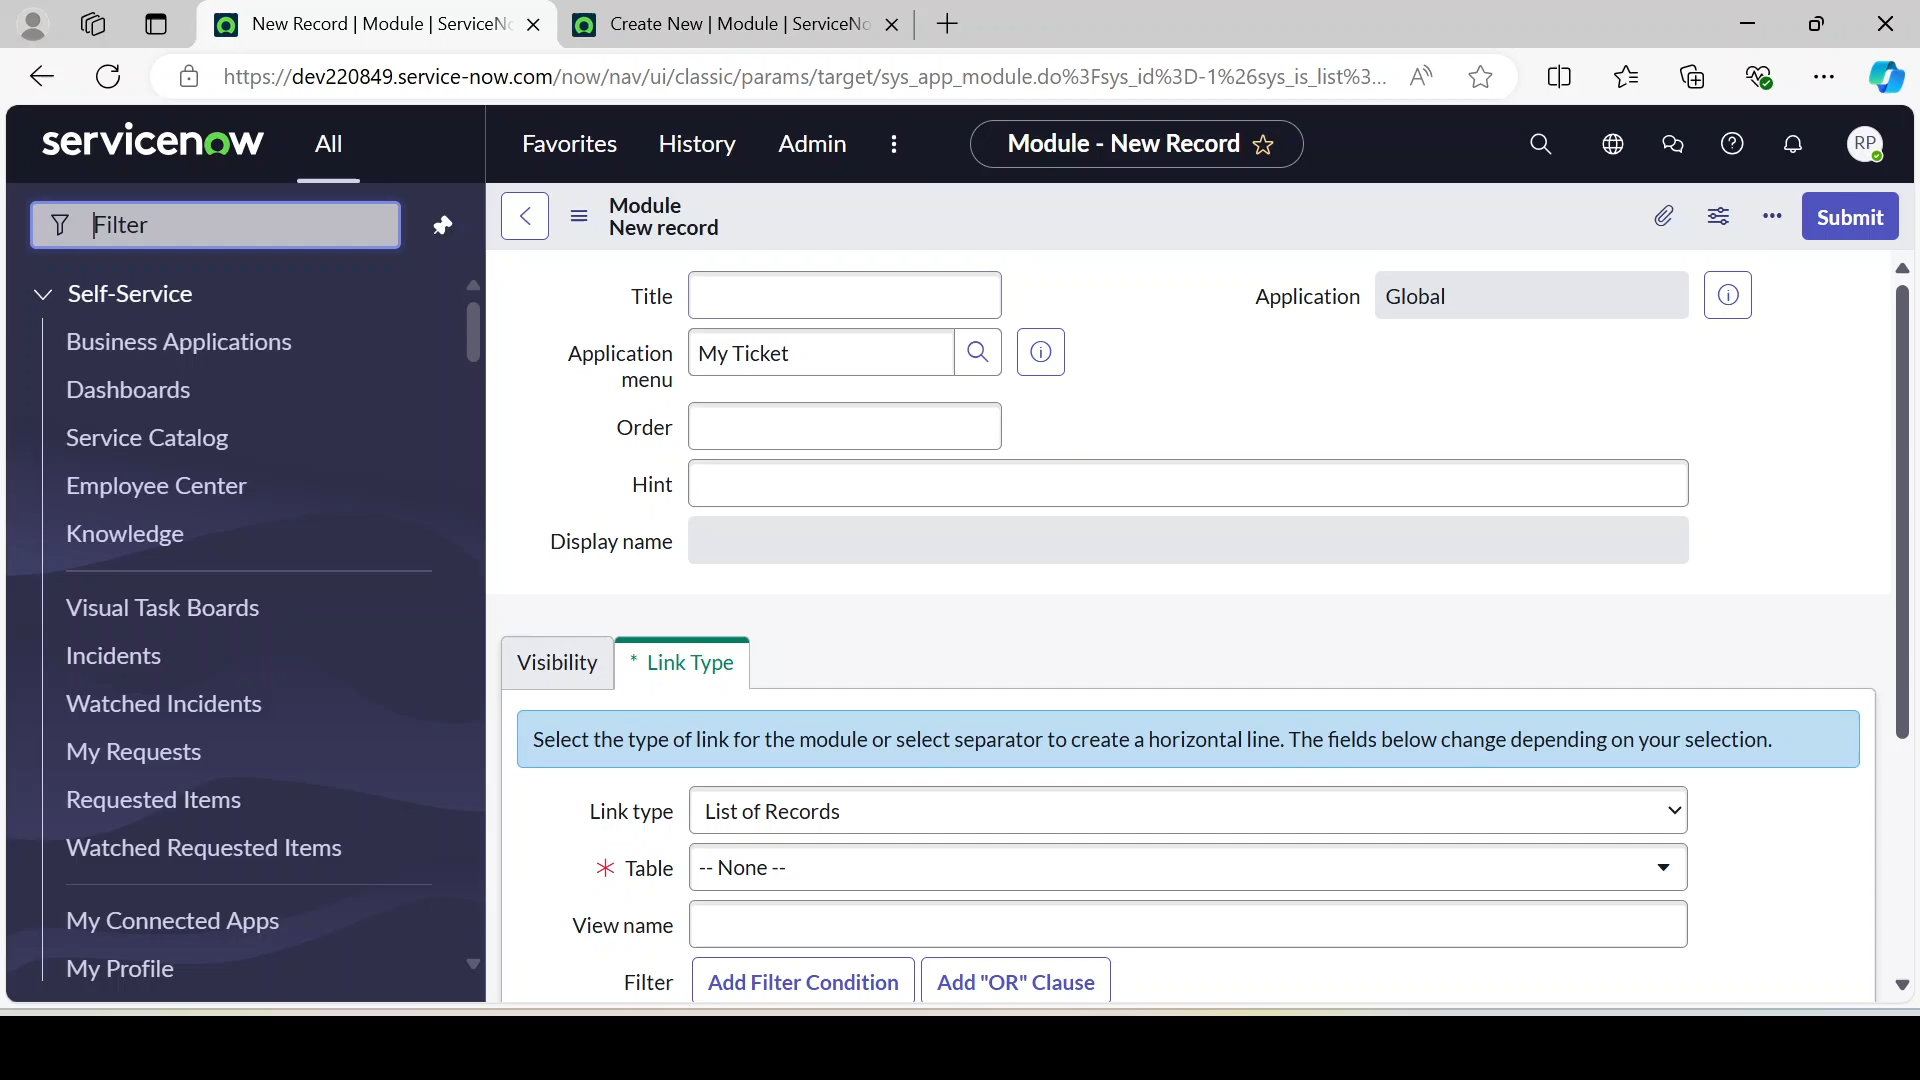 New Record | Module | ServiceN
Create New | Module | ServiceNo
https://dev220849.service-now.com/now/nav/ui/classic/params/target/sys_app_module.do%3Fsys_id%3D-1%26sys_is_list%3...
servicenow
All
Favorites
History
Admin
Module - New Record
RP
Filter
Self-Service
Business Applications
Dashboards
Service Catalog
Employee Center
Knowledge
Visual Task Boards
Incidents
Watched Incidents
My Requests
Requested Items
Watched Requested Items
My Connected Apps
My Profile
Module
New record
Submit
Title
Application
Global
Application
menu
My Ticket
Order
Hint
Display name
Visibility
* Link Type
Select the type of link for the module or select separator to create a horizontal line. The fields below change depending on your selection.
Link type
List of Records
Table
-- None --
View name
Filter
Add Filter Condition
Add "OR" Clause